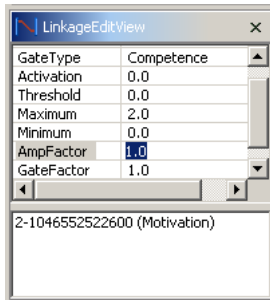 LinkageEditView
GateType Competence
Activation 0.0
Threshold 0.0
Maximum 2.0
Minimum 0.0
AmpFactor 1.0
GateFactor 1.0
2-1046552522600 (Motivation)